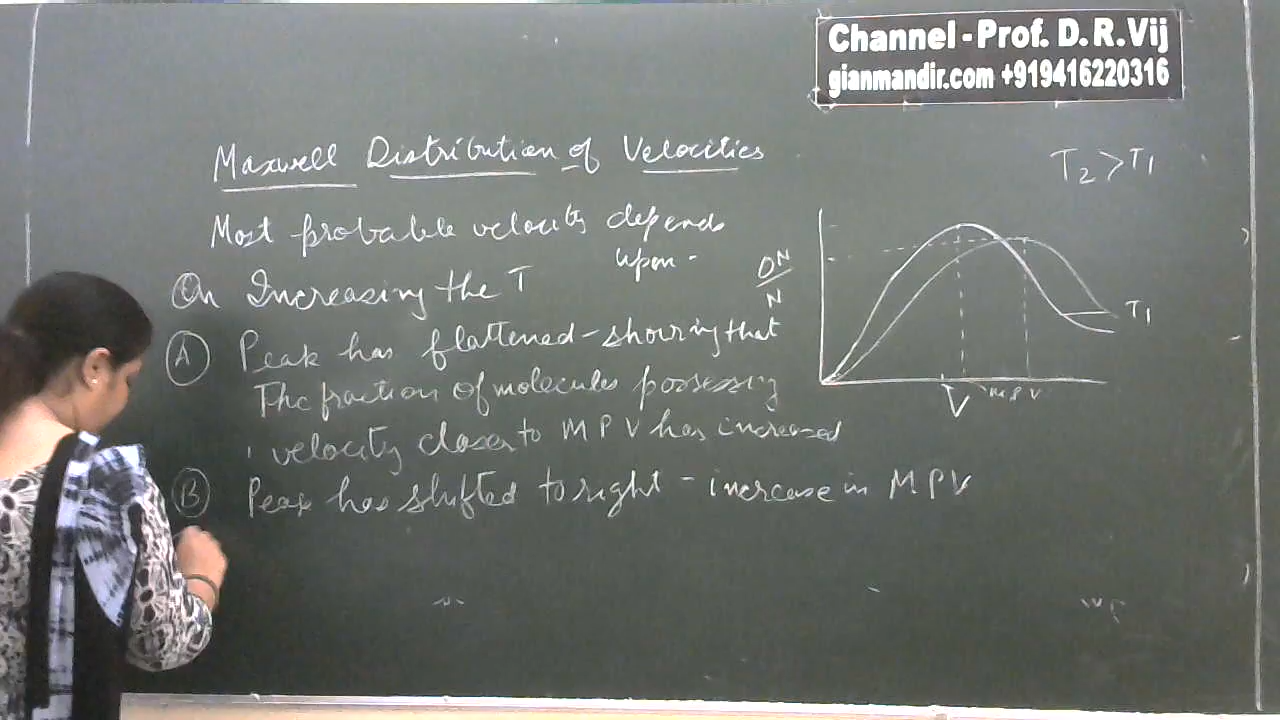 Channel - Prof. D.R.Vij
gianmandir.com +919416220316
Maxwell Distribution of Velocities
T2 > T1
Most probable velocity depends
upon -
On Increasing the T
DN/N
T1
(A) Peak has flattened - showing that
The fraction of molecules possessing
velocity closer to MPV has increased
V
MPV
(B) Peak has shifted to right - increase in MPV